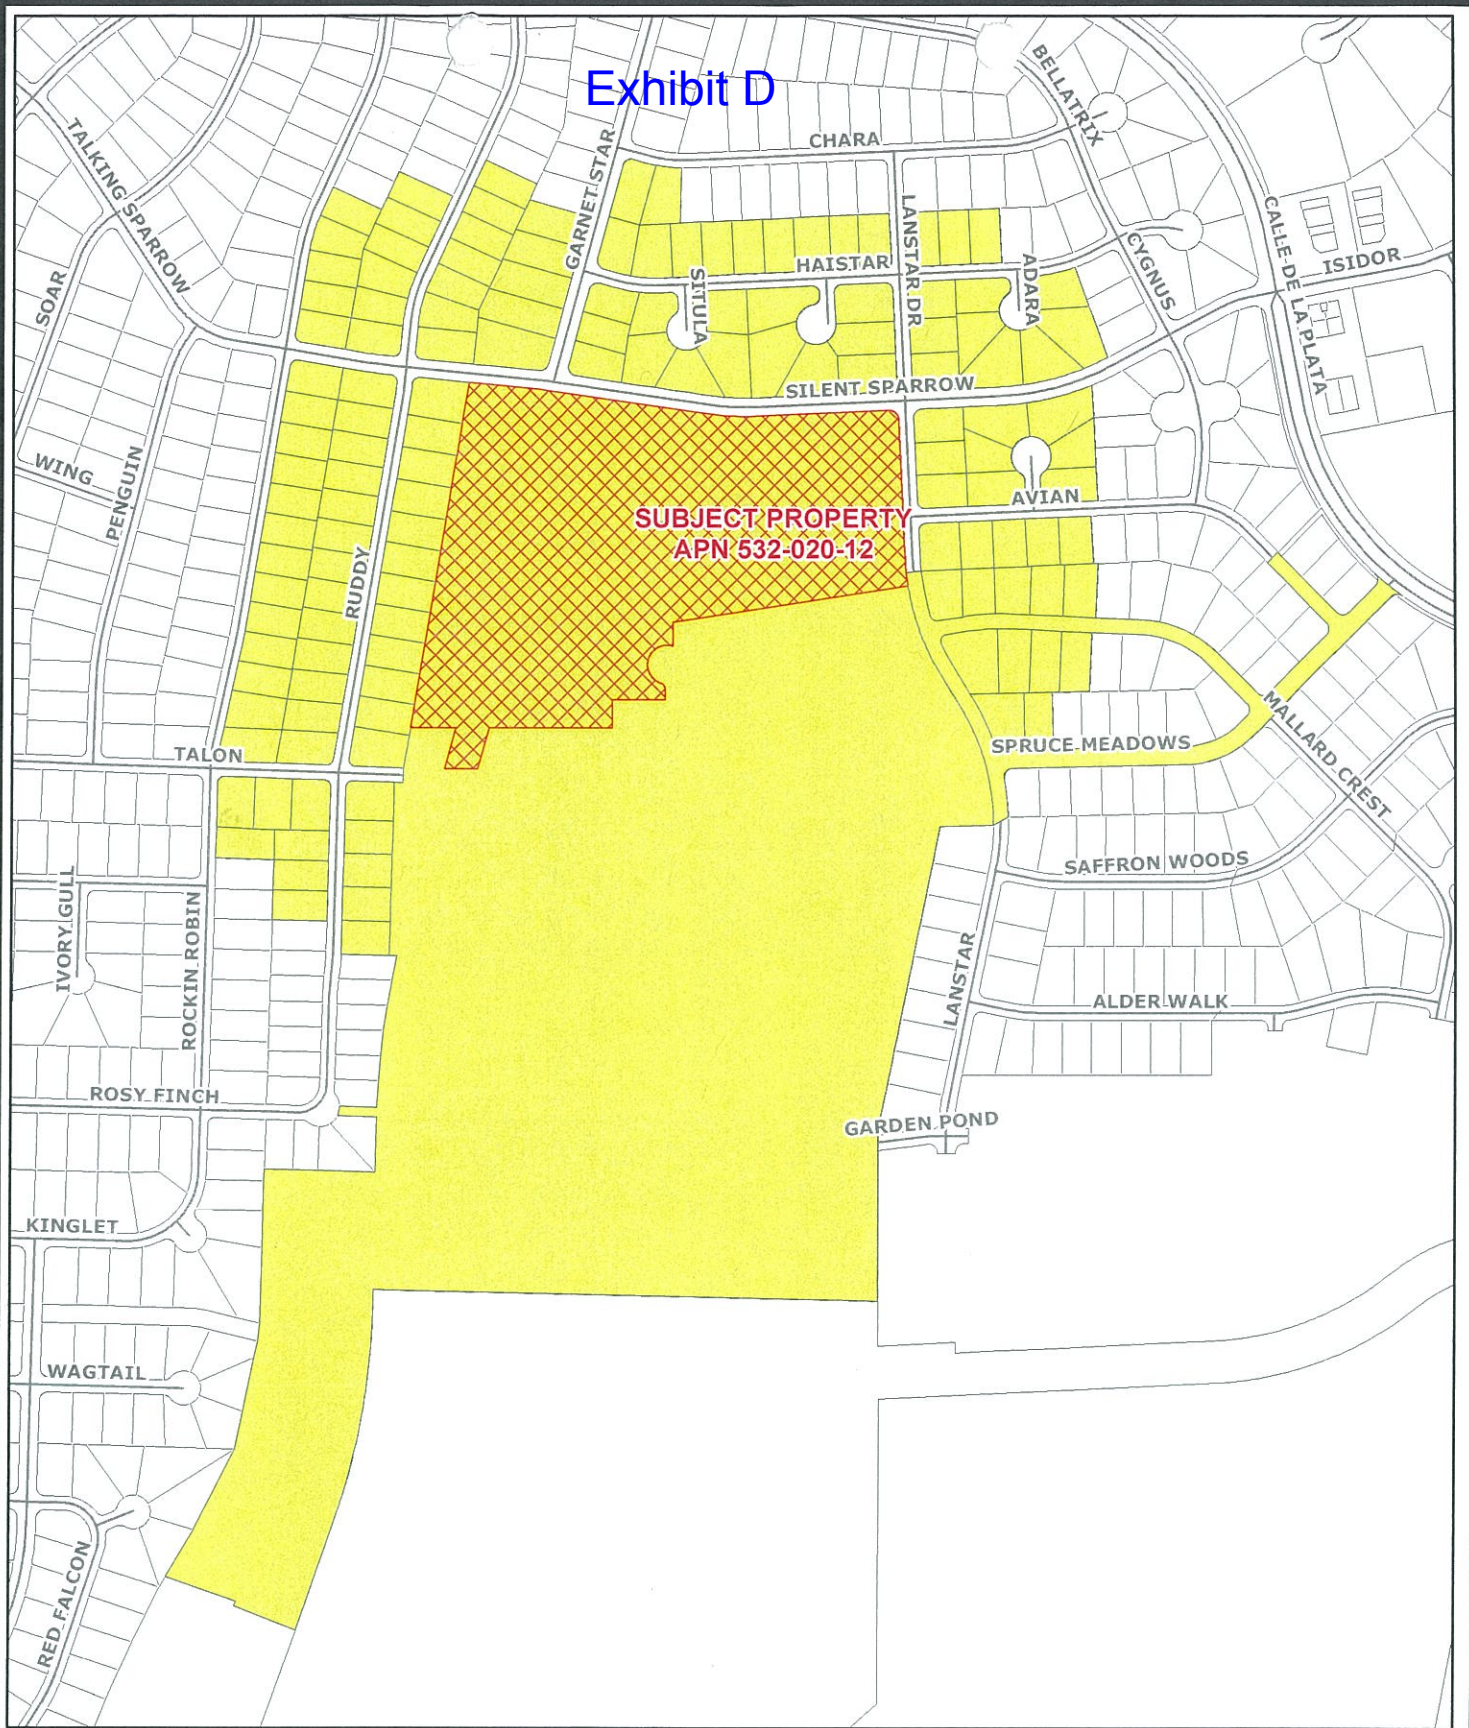 Exhibit D
BELLATRIX
CHARA
TALKING SPARROW
GARNET STAR
LANSTAR DR
CALLE DE LA PLATA
CYGNUS
ISIDOR
HAISTAR
ADARA
SITULA
SOAR
SILENT SPARROW
WING
PENGUIN
AVIAN
SUBJECT PROPERTY
APN 532-020-12
RUDDY
MALLARD CREST
SPRUCE MEADOWS
TALON
SAFFRON WOODS
IVORY GULL
ROCKIN ROBIN
LANSTAR
ALDER WALK
ROSY FINCH
GARDEN POND
KINGLET
WAGTAIL
RED FALCON